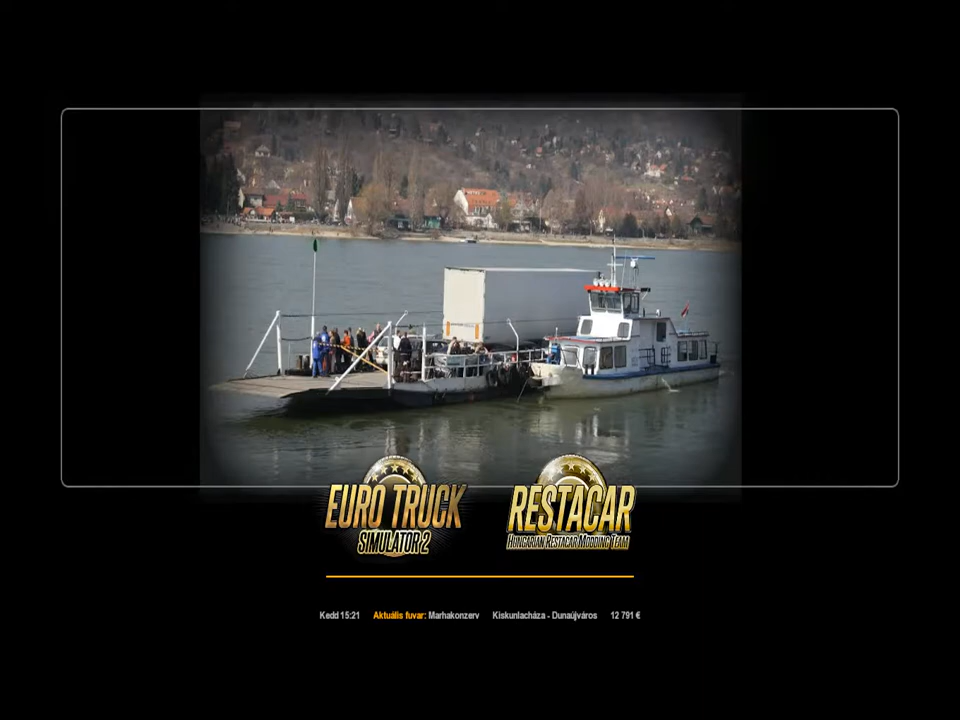 EURO TRUCK
SIMULATOR 2
RESTACAR
HUNGARIAN RESTACAR MODDING TEAM
Kedd 15:21 Aktuális fuvar: Marhakonzerv Kiskunlacháza - Dunaújváros 12 791 €